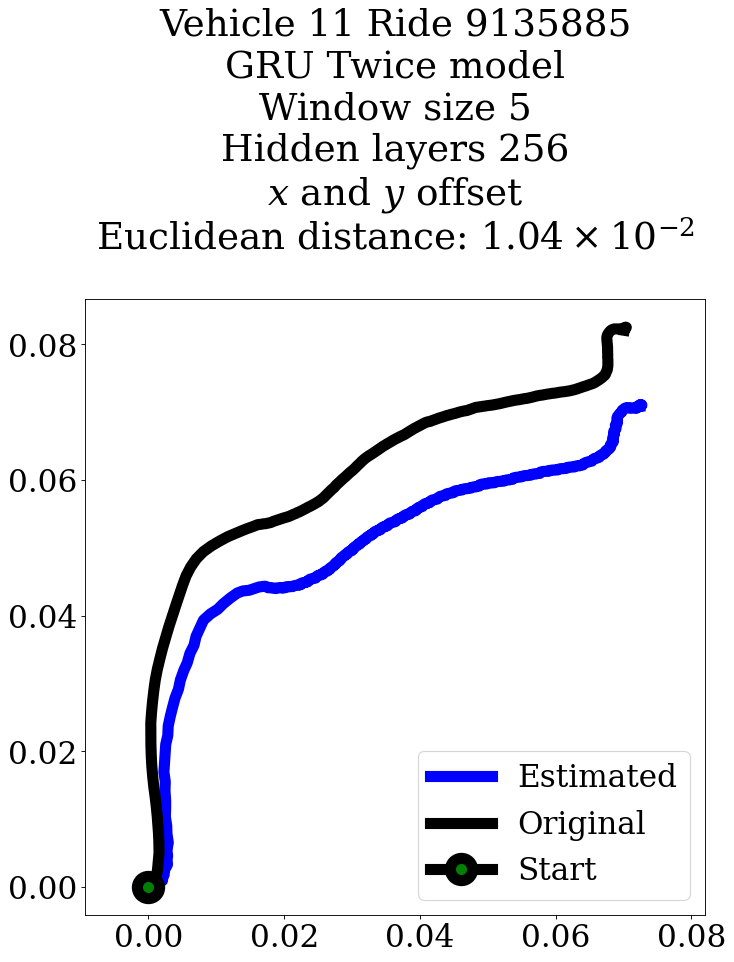 Vehicle 11 Ride 9135885
GRU Twice model
Window size 5
Hidden layers 256
x and y offset
Euclidean distance: 1.04 × 10⁻²
0.08
0.06
0.04
0.02
0.00
Estimated
Original
Start
0.00 0.02 0.04 0.06 0.08